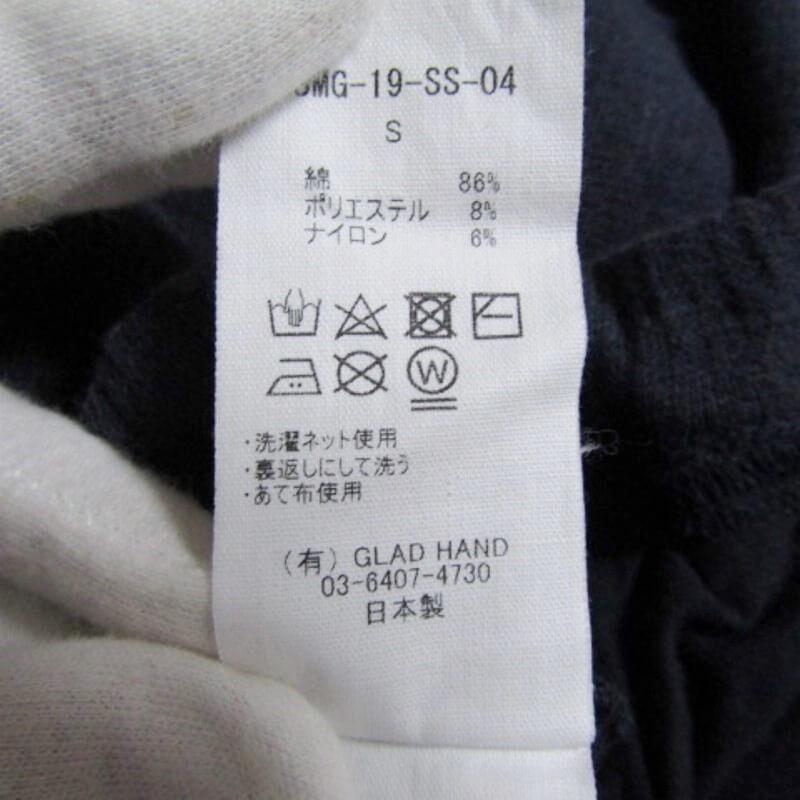 MG-19-SS-04
S
綿 86%
ポリエステル 8%
ナイロン 6%
W
・洗濯ネット使用
・裏返しにして洗う
・あて布使用
(有) GLAD HAND
03-6407-4730
日本製